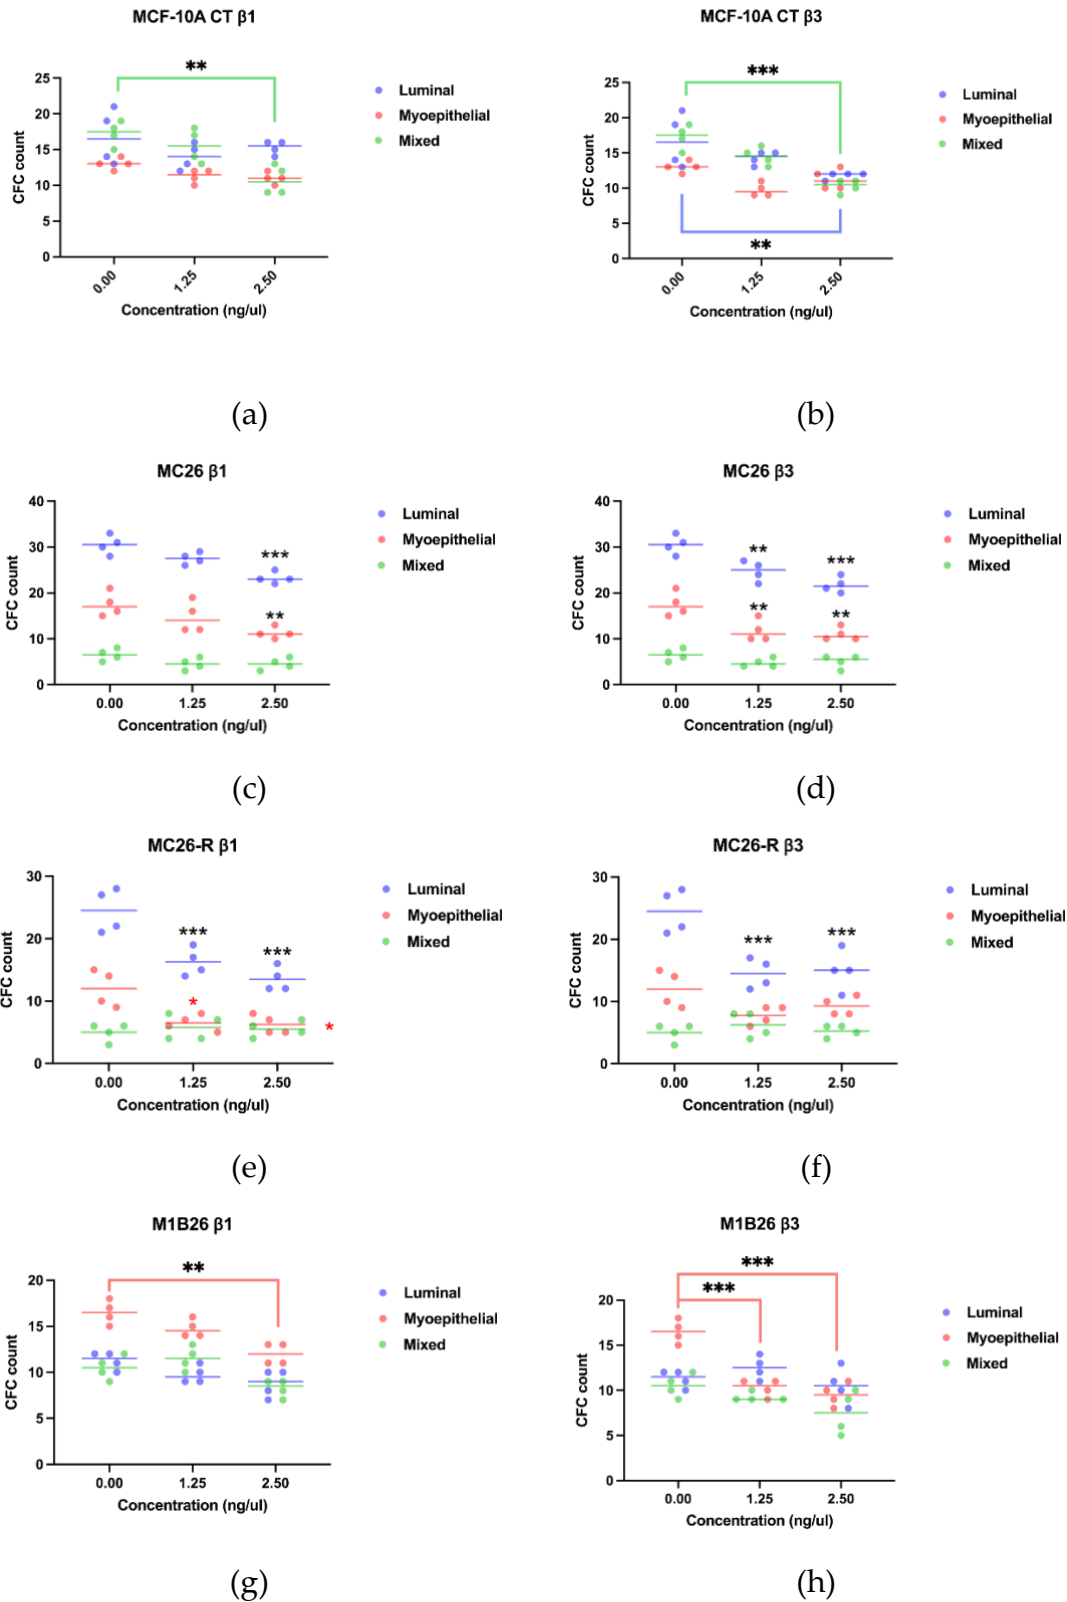 MCF-10A CT β1
**
CFC count
25
20
15
10
5
0
0.00
1.25
2.50
Concentration (ng/ul)
Luminal
Myoepithelial
Mixed
(a)
MCF-10A CT β3
***
CFC count
25
20
15
10
5
0
**
0.00
1.25
2.50
Concentration (ng/ul)
Luminal
Myoepithelial
Mixed
(b)
MC26 β1
CFC count
40
30
20
10
0
***
**
0.00
1.25
2.50
Concentration (ng/ul)
Luminal
Myoepithelial
Mixed
(c)
MC26 β3
CFC count
40
30
20
10
0
**
***
**
**
0.00
1.25
2.50
Concentration (ng/ul)
Luminal
Myoepithelial
Mixed
(d)
MC26-R β1
CFC count
30
20
10
0
***
***
*
*
0.00
1.25
2.50
Concentration (ng/ul)
Luminal
Myoepithelial
Mixed
(e)
MC26-R β3
CFC count
30
20
10
0
***
***
0.00
1.25
2.50
Concentration (ng/ul)
Luminal
Myoepithelial
Mixed
(f)
M1B26 β1
**
CFC count
20
15
10
5
0
0.00
1.25
2.50
Concentration (ng/ul)
Luminal
Myoepithelial
Mixed
(g)
M1B26 β3
***
***
CFC count
20
15
10
5
0
0.00
1.25
2.50
Concentration (ng/ul)
Luminal
Myoepithelial
Mixed
(h)